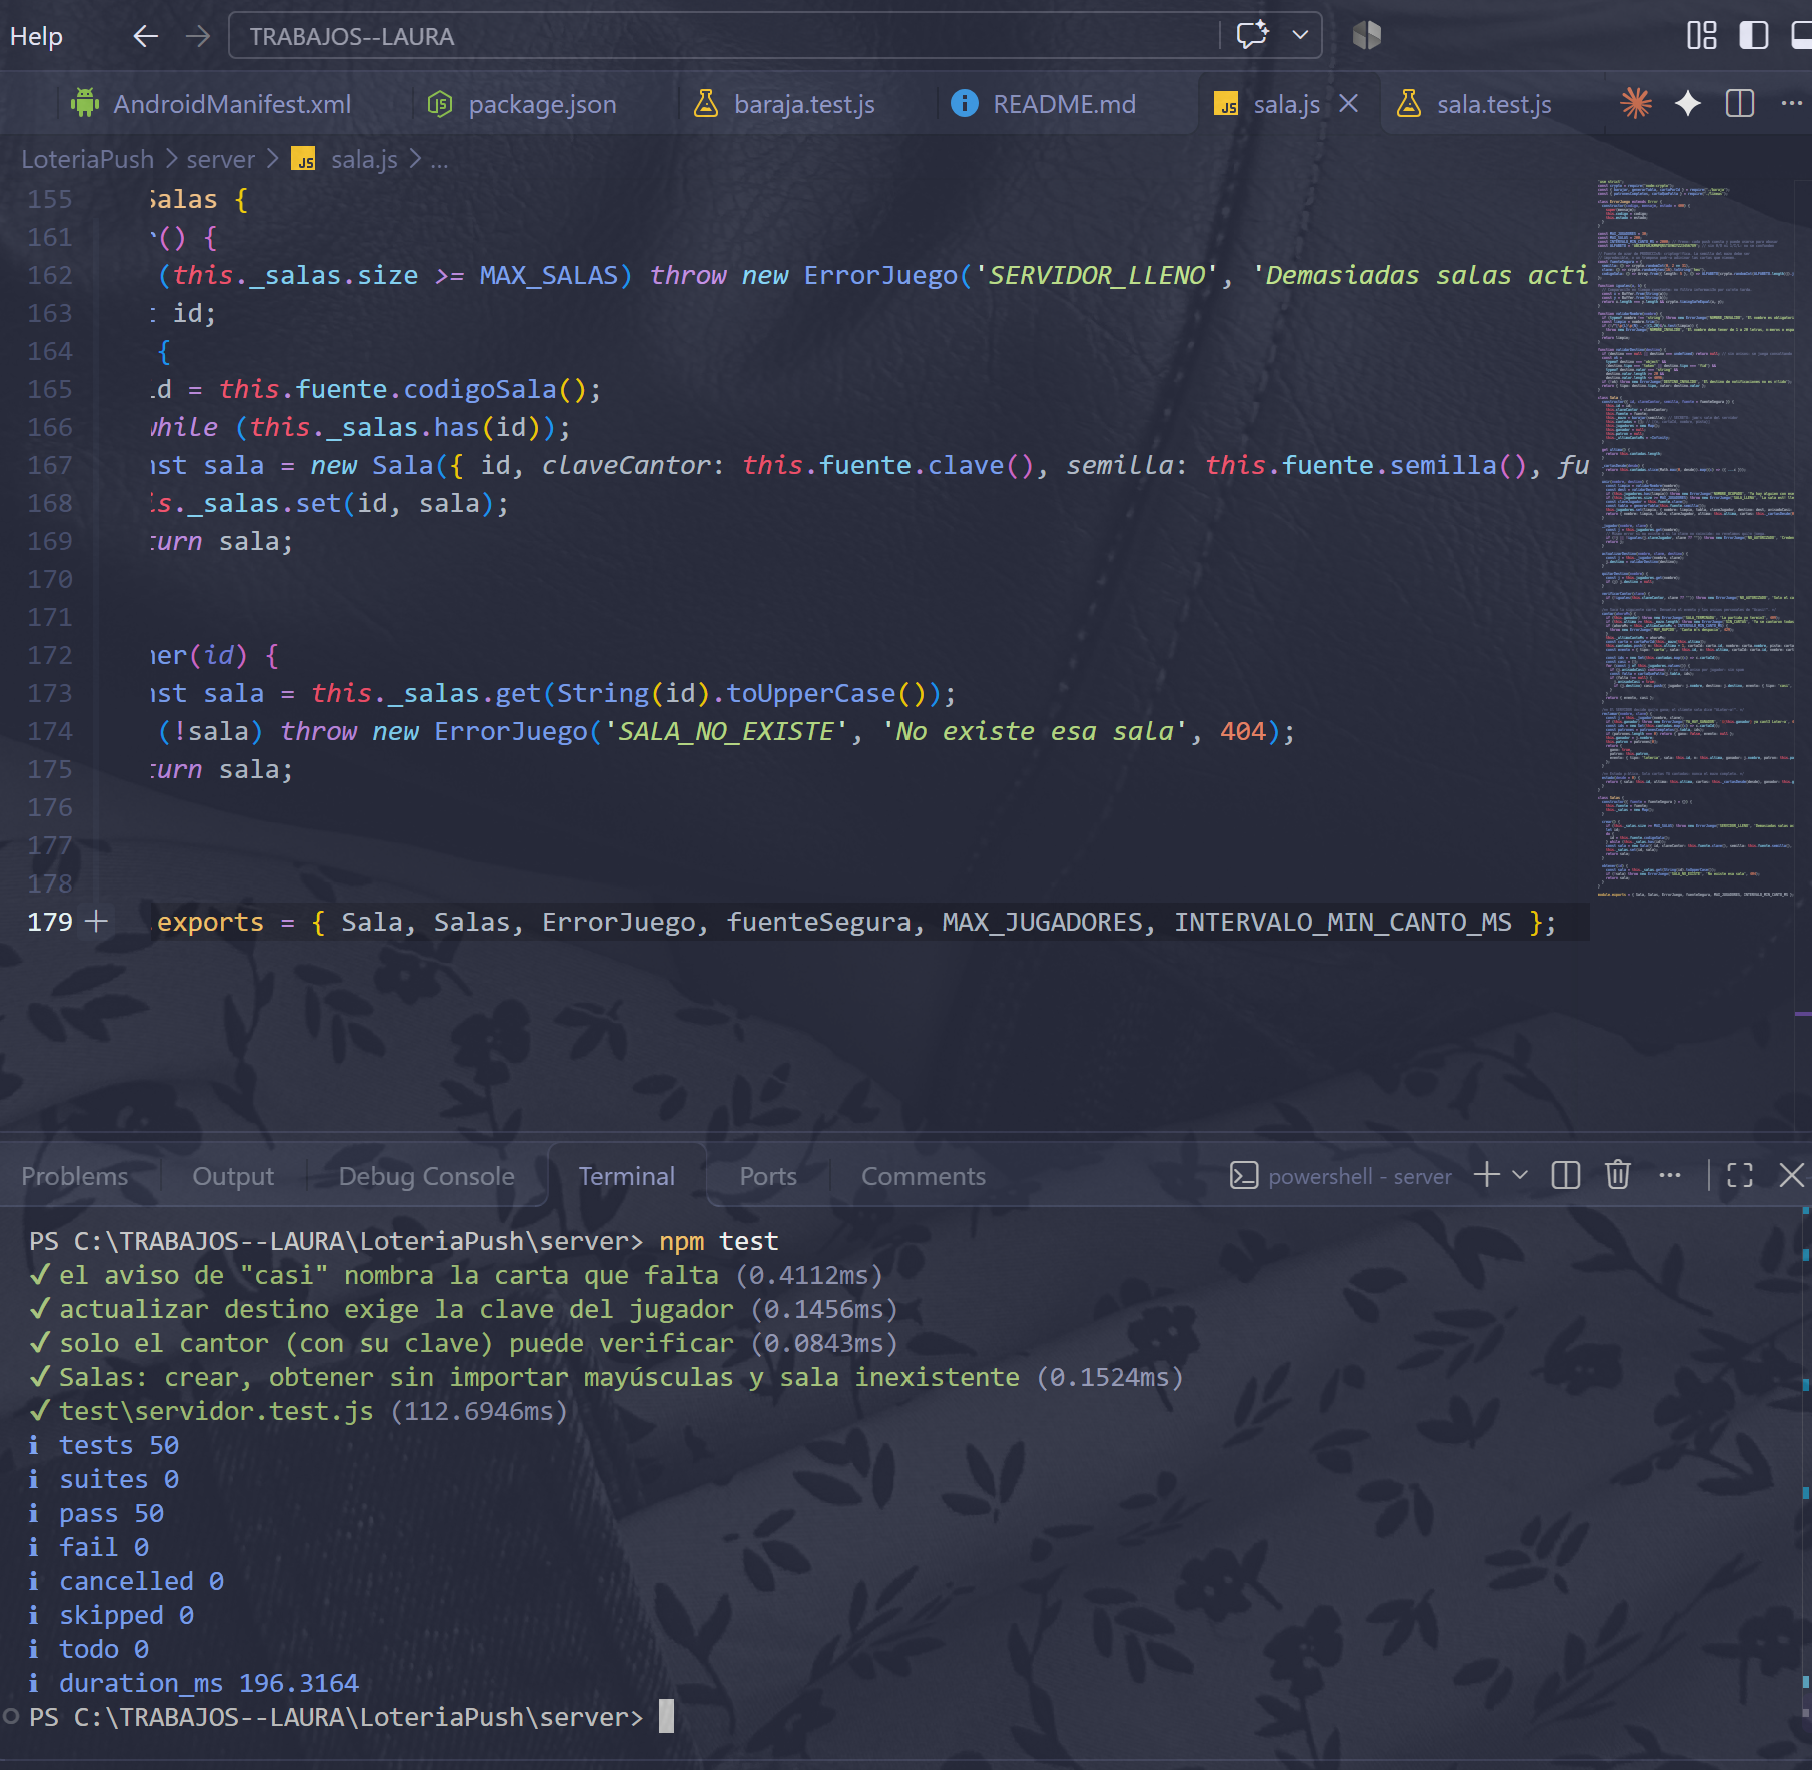 Help
TRABAJOS--LAURA
AndroidManifest.xml
package.json
baraja.test.js
README.md
sala.js
sala.test.js
LoteriaPush > server > JS sala.js > ...
155 Salas {
161 () {
162 (this._salas.size >= MAX_SALAS) throw new ErrorJuego('SERVIDOR_LLENO', 'Demasiadas salas acti
163 id;
164 {
165 id = this.fuente.codigoSala();
166 while (this._salas.has(id));
167 nst sala = new Sala({ id, claveCantor: this.fuente.clave(), semilla: this.fuente.semilla(), fu
168 is._salas.set(id, sala);
169 turn sala;
170
171
172 ner(id) {
173 nst sala = this._salas.get(String(id).toUpperCase());
174 (!sala) throw new ErrorJuego('SALA_NO_EXISTE', 'No existe esa sala', 404);
175 turn sala;
176
177
178
179 .exports = { Sala, Salas, ErrorJuego, fuenteSegura, MAX_JUGADORES, INTERVALO_MIN_CANTO_MS };
Problems
Output
Debug Console
Terminal
Ports
Comments
powershell - server
PS C:\TRABAJOS--LAURA\LoteriaPush\server> npm test
✓ el aviso de "casi" nombra la carta que falta (0.4112ms)
✓ actualizar destino exige la clave del jugador (0.1456ms)
✓ solo el cantor (con su clave) puede verificar (0.0843ms)
✓ Salas: crear, obtener sin importar mayúsculas y sala inexistente (0.1524ms)
✓ test\servidor.test.js (112.6946ms)
ℹ tests 50
ℹ suites 0
ℹ pass 50
ℹ fail 0
ℹ cancelled 0
ℹ skipped 0
ℹ todo 0
ℹ duration_ms 196.3164
PS C:\TRABAJOS--LAURA\LoteriaPush\server>